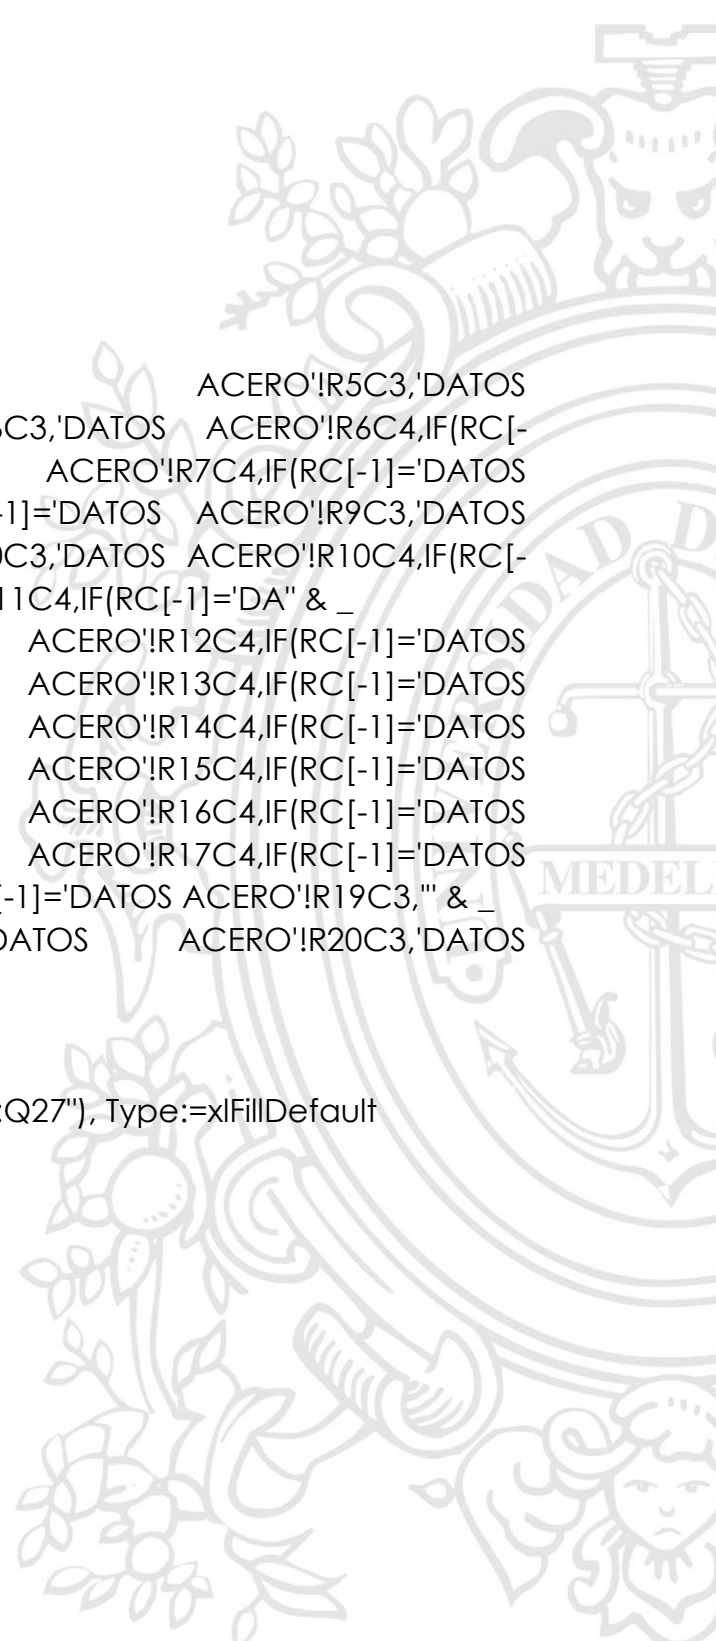 ACERO'!R5C3,'DATOS
C3,'DATOS ACERO'!R6C4,IF(RC[-
ACERO'!R7C4,IF(RC[-1]='DATOS
-1]='DATOS ACERO'!R9C3,'DATOS
0C3,'DATOS ACERO'!R10C4,IF(RC[-
11C4,IF(RC[-1]='DA" & _
ACERO'!R12C4,IF(RC[-1]='DATOS
ACERO'!R13C4,IF(RC[-1]='DATOS
ACERO'!R14C4,IF(RC[-1]='DATOS
ACERO'!R15C4,IF(RC[-1]='DATOS
ACERO'!R16C4,IF(RC[-1]='DATOS
ACERO'!R17C4,IF(RC[-1]='DATOS
[-1]='DATOS ACERO'!R19C3,'" & _
DATOS ACERO'!R20C3,'DATOS
:Q27"), Type:=xlFillDefault
UNIVERSIDAD D
MEDEL